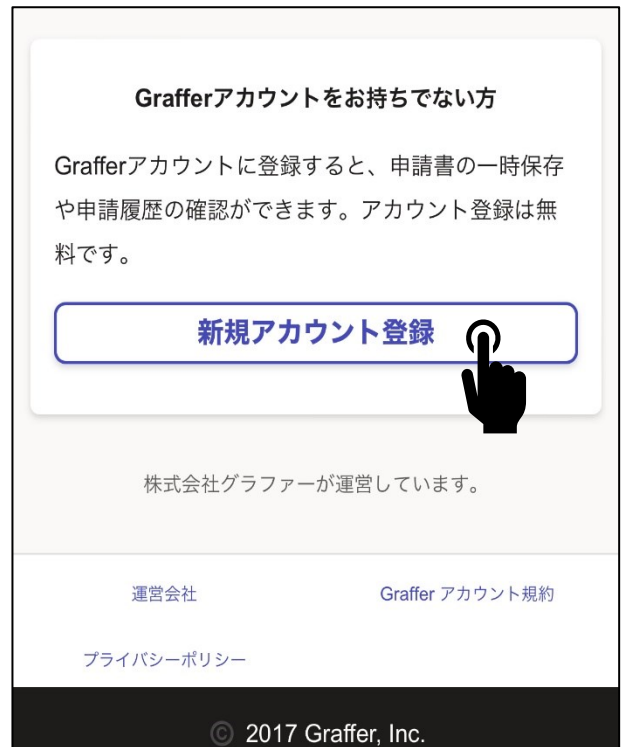 Grafferアカウントをお持ちでない方
Grafferアカウントに登録すると、申請書の一時保存
や申請履歴の確認ができます。アカウント登録は無
料です。
新規アカウント登録
株式会社グラファーが運営しています。
運営会社
Graffer アカウント規約
プライバシーポリシー
© 2017 Graffer, Inc.